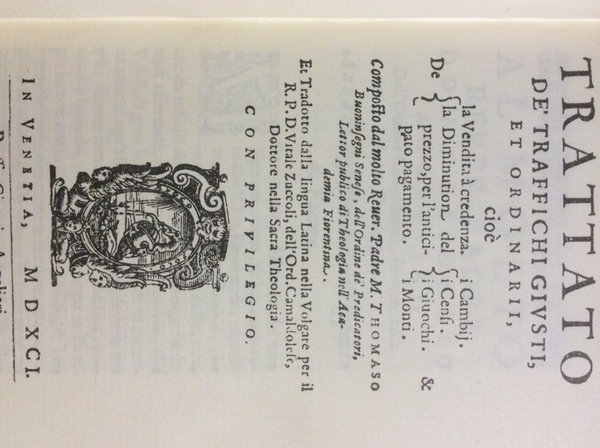 TRATTATO
DE' TRAFFICHI GIVSTI,
ET ORDINARII,
cioè
la Vendita à credenza. i Cambij.
De la Diminution del i Censi.
prezzo, per l'antici- i Giuochi. &
pato pagamento. i Monti.
Composto dal molto Reuer. Padre M. THOMASO
Buoninsegni Senese, dell'Ordine de' Predicatori,
Lettor publico di Theologia nell'Aca-
demia Fiorentina.
Et Tradotto dalla lingua Latina nella Volgare per il
R. P. D. Vitale Zuccoli, dell'Ord. Camaldolese,
Dottore nella Sacra Theologia.
CON PRIVILEGIO.
IN VENETIA, MDXCI.